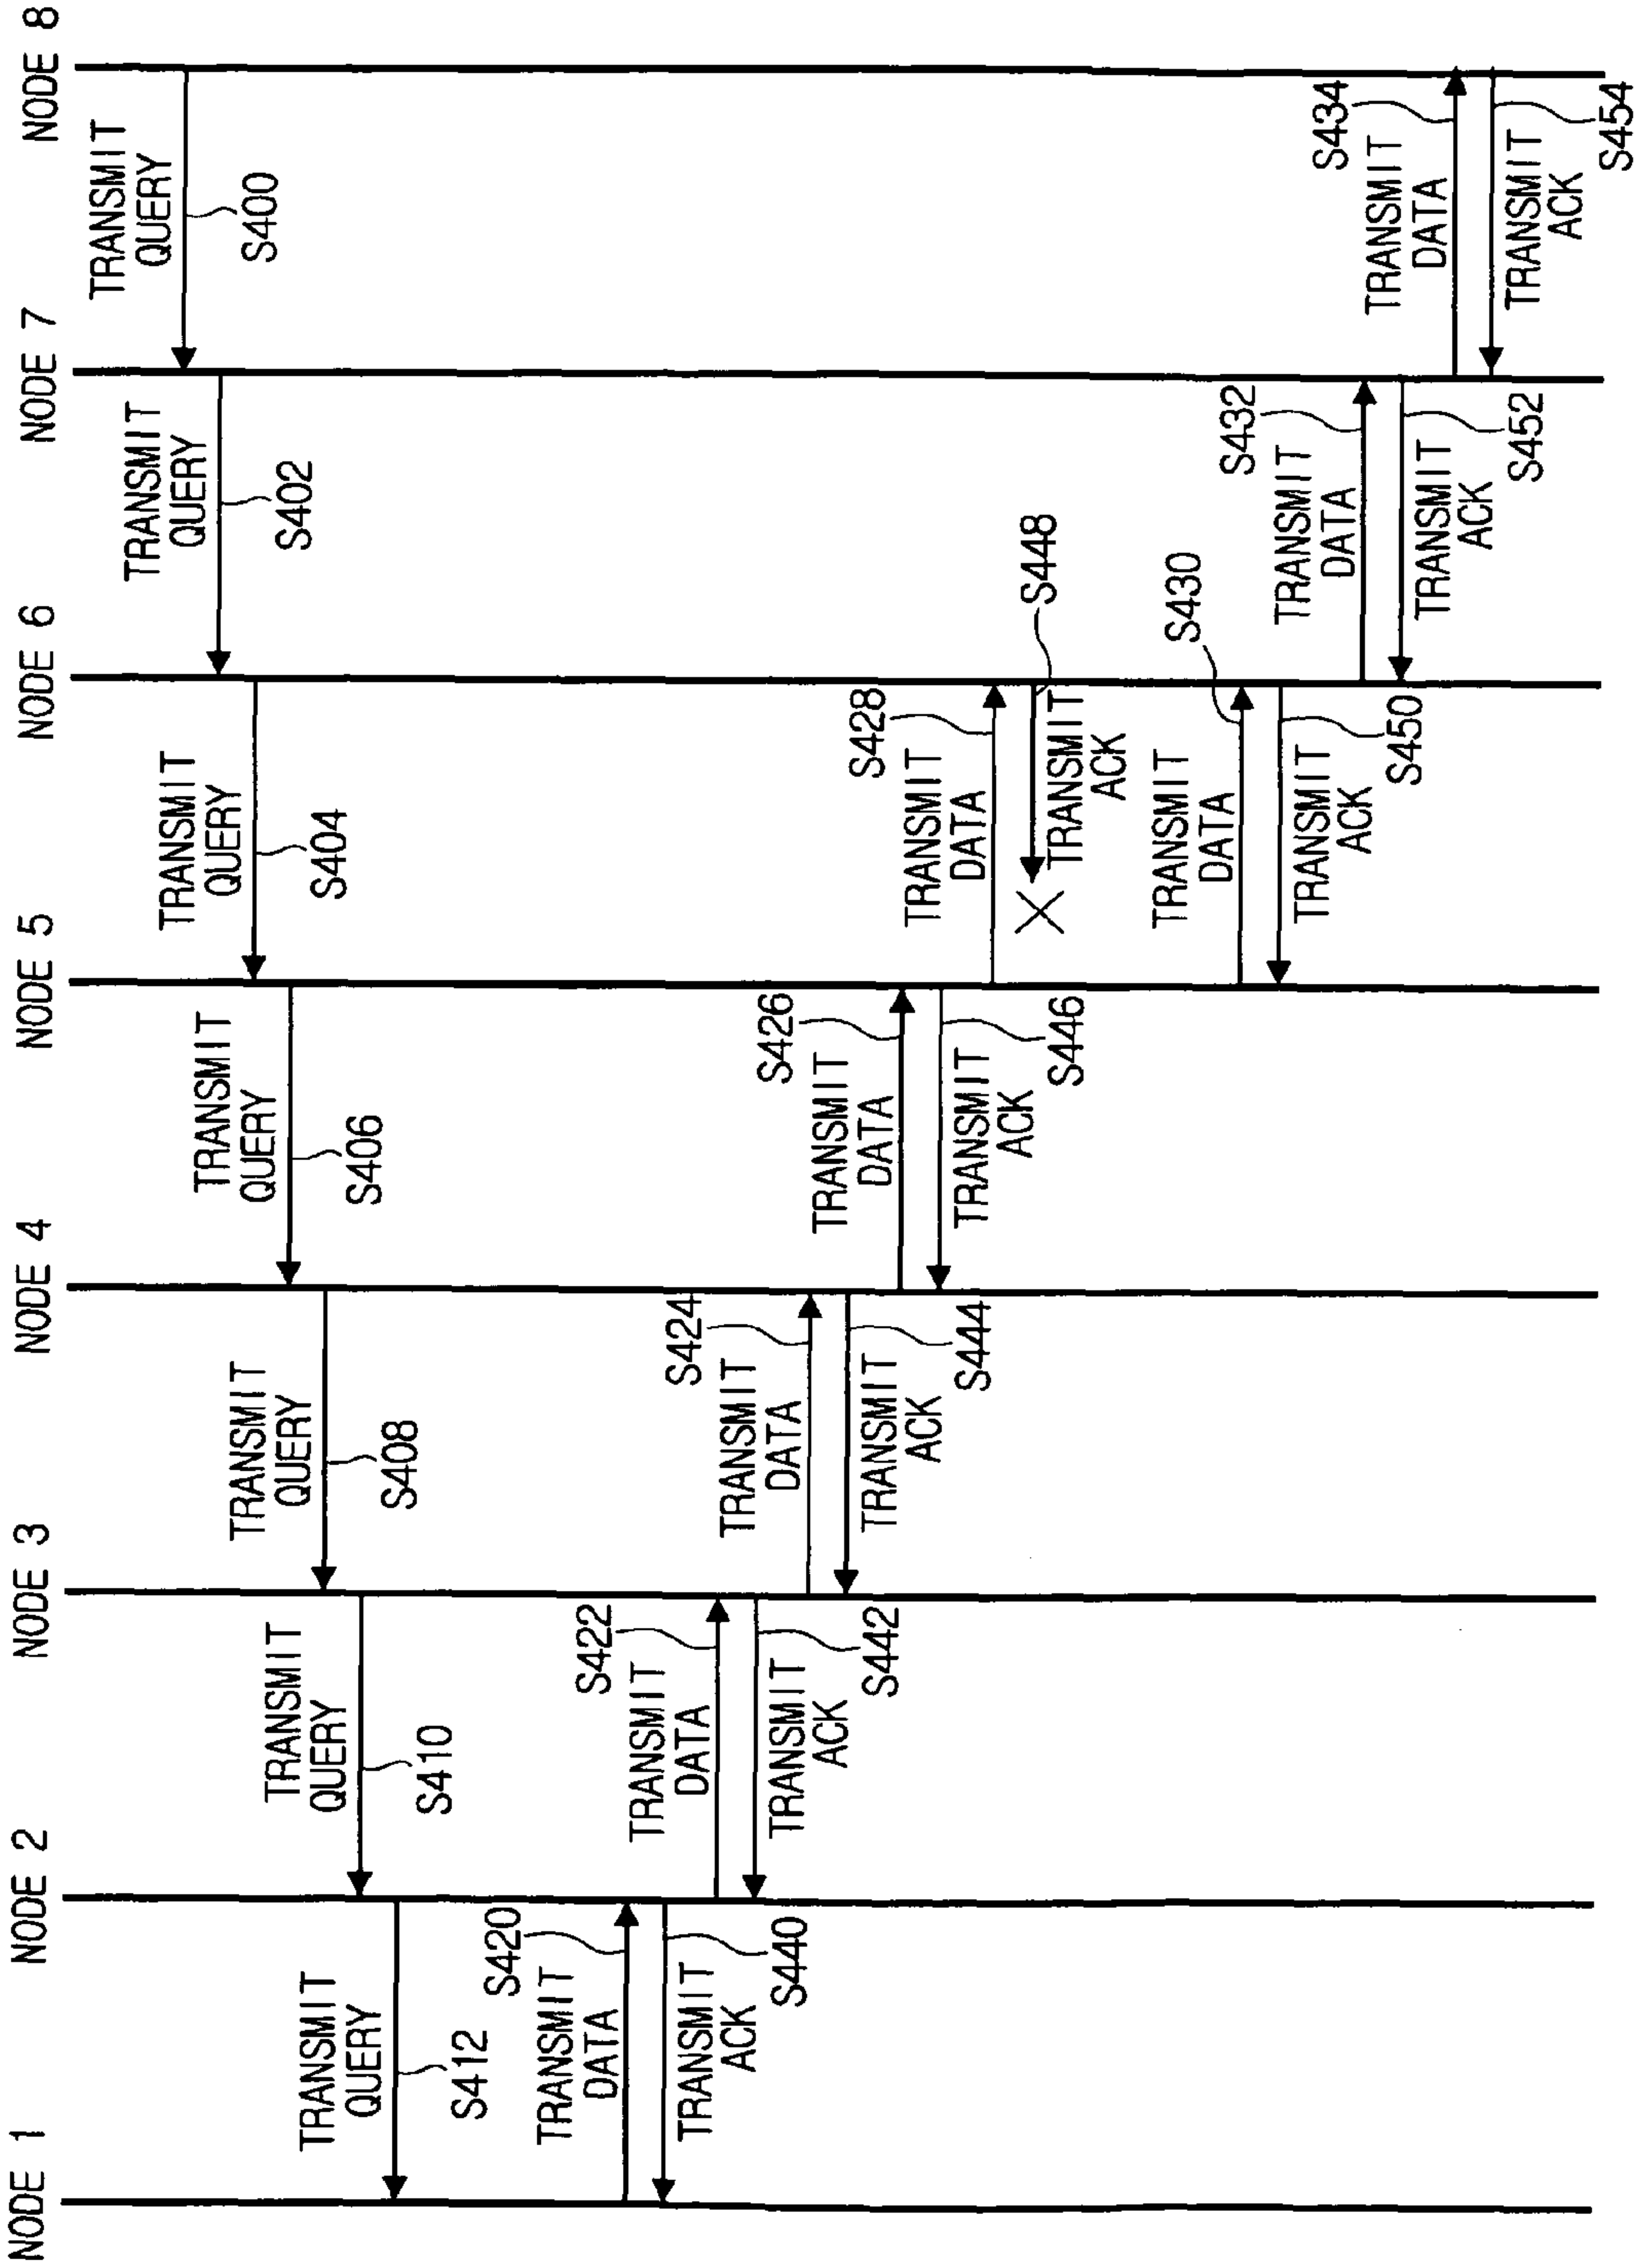 NODE 1
NODE 2
NODE 3
NODE 4
NODE 5
NODE 6
NODE 7
NODE 8
TRANSMIT
QUERY
S400
TRANSMIT
QUERY
S402
TRANSMIT
QUERY
S404
TRANSMIT
QUERY
S406
TRANSMIT
QUERY
S408
TRANSMIT
QUERY
S410
TRANSMIT
QUERY
S412
S420
TRANSMIT
DATA
TRANSMIT
ACK
S440
S422
TRANSMIT
DATA
TRANSMIT
ACK
S442
S424
TRANSMIT
DATA
TRANSMIT
ACK
S444
S426
TRANSMIT
DATA
TRANSMIT
ACK
S446
S428
TRANSMIT
DATA
S448
TRANSMIT
ACK
S430
TRANSMIT
DATA
TRANSMIT
ACK
S450
S432
TRANSMIT
DATA
TRANSMIT
ACK
S452
S434
TRANSMIT
DATA
TRANSMIT
ACK
S454